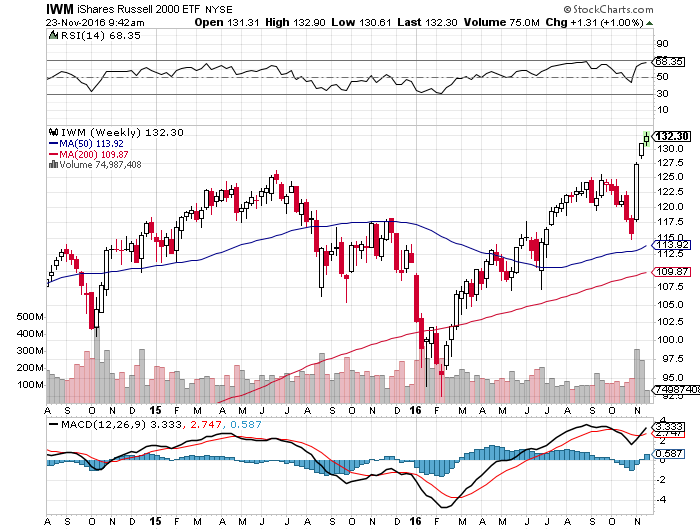 IWM iShares Russell 2000 ETF NYSE © StockCharts.com
23-Nov-2016 9:42am Open 131.31 High 132.90 Low 130.61 Last 132.30 Volume 75.0M Chg +1.31 (+1.00%)
RSI(14) 68.35
90
70
68.35
50
30
10
IWM (Weekly) 132.30
MA(50) 113.92
MA(200) 109.87
Volume 74,987,408
132.30
130.0
127.5
125.0
122.5
120.0
117.5
115.0
113.92
112.5
109.87
107.5
105.0
102.5
100.0
97.5
95.0
92.5
74987408
500M
400M
300M
200M
100M
A S O N D 15 F M A M J J A S O N D 16 F M A M J J A S O N
MACD(12,26,9) 3.333, 2.747, 0.587
4
3.333
2.747
2
0.587
0
-2
-4
A S O N D 15 F M A M J J A S O N D 16 F M A M J J A S O N